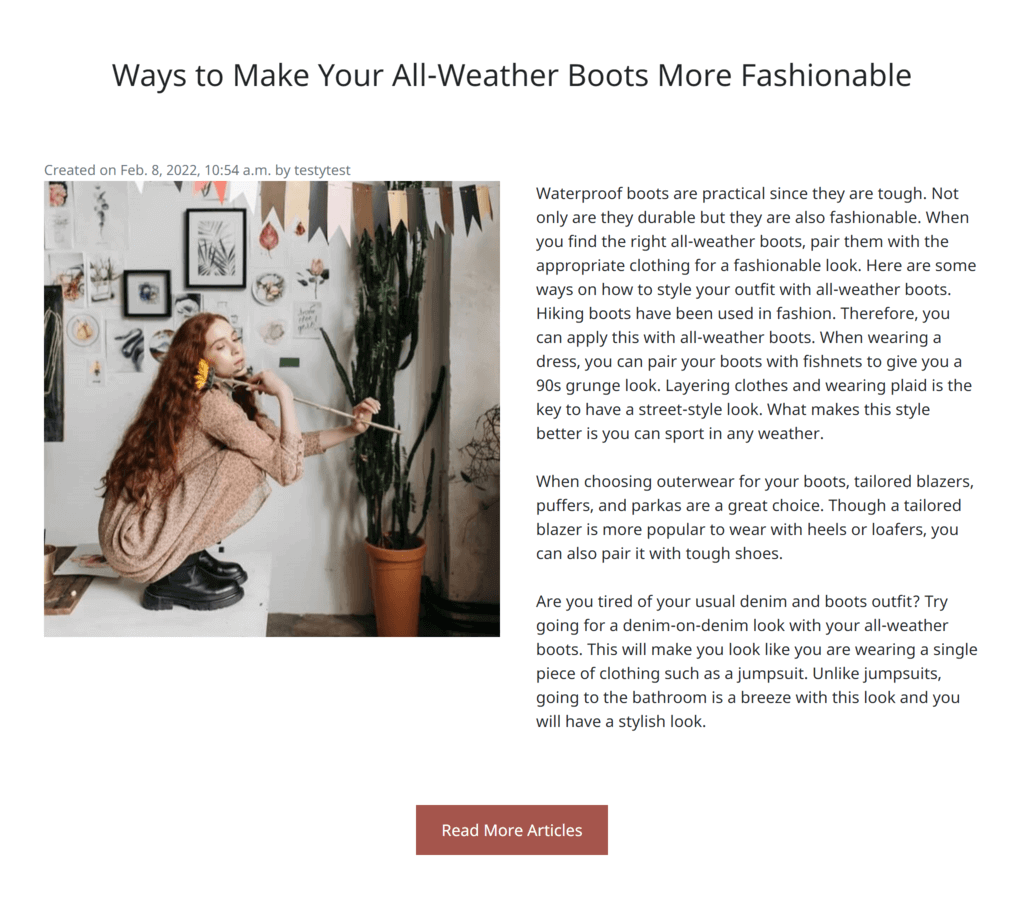 Ways to Make Your All-Weather Boots More Fashionable
Created on Feb. 8, 2022, 10:54 a.m. by testytest
Waterproof boots are practical since they are tough. Not
only are they durable but they are also fashionable. When
you find the right all-weather boots, pair them with the
appropriate clothing for a fashionable look. Here are some
ways on how to style your outfit with all-weather boots.
Hiking boots have been used in fashion. Therefore, you
can apply this with all-weather boots. When wearing a
dress, you can pair your boots with fishnets to give you a
90s grunge look. Layering clothes and wearing plaid is the
key to have a street-style look. What makes this style
better is you can sport in any weather.
When choosing outerwear for your boots, tailored blazers,
puffers, and parkas are a great choice. Though a tailored
blazer is more popular to wear with heels or loafers, you
can also pair it with tough shoes.
Are you tired of your usual denim and boots outfit? Try
going for a denim-on-denim look with your all-weather
boots. This will make you look like you are wearing a single
piece of clothing such as a jumpsuit. Unlike jumpsuits,
going to the bathroom is a breeze with this look and you
will have a stylish look.
Read More Articles